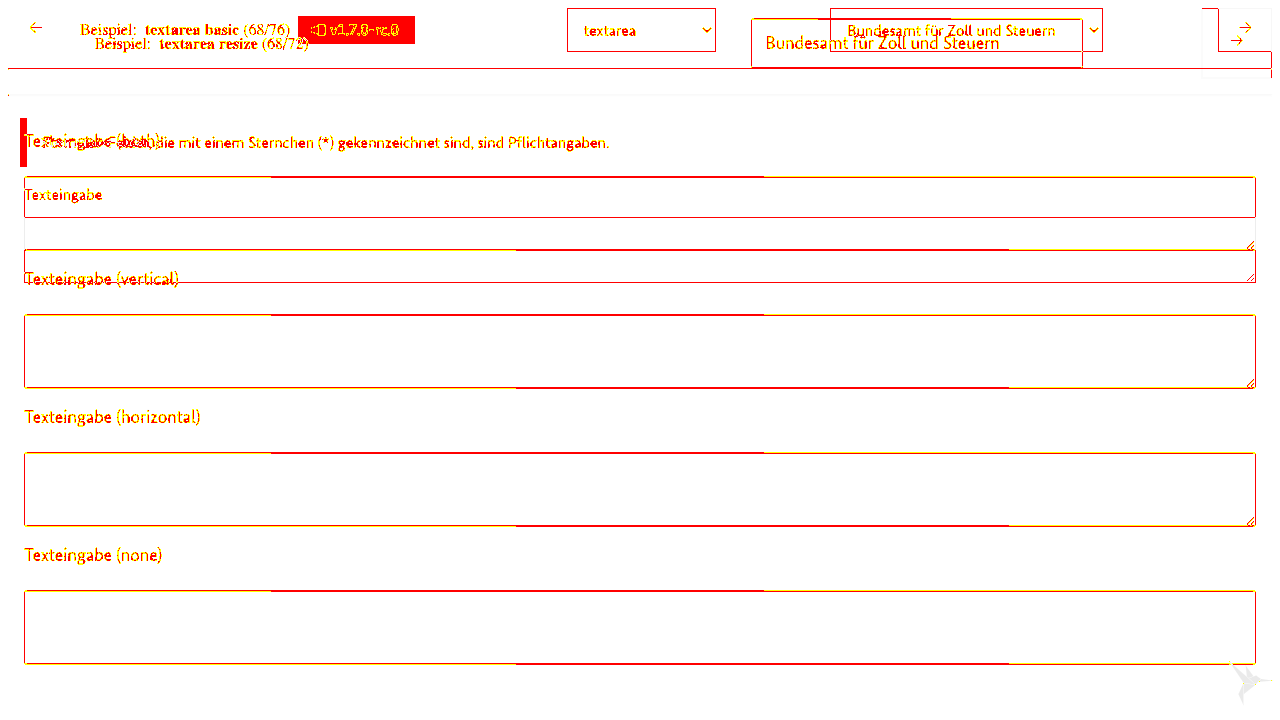 Beispiel: textarea basic (68/76) v1.7.0-rc.0 textarea Bundesamt für Zoll und Steuern
Beispiel: textarea resize (68/72) Bundesamt für Zoll und Steuern
Texteingabe (both)
die mit einem Sternchen (*) gekennzeichnet sind, sind Pflichtangaben.
Texteingabe
Texteingabe (vertical)
Texteingabe (horizontal)
Texteingabe (none)